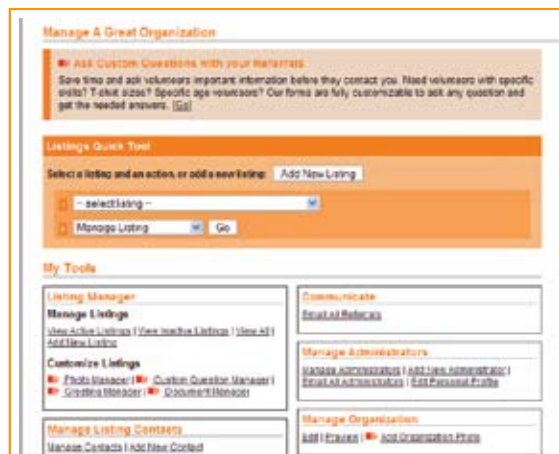 Manage A Great Organization
Ask Custom Questions with your Referrals
Save time and ask volunteers important information before they contact you. Need volunteers with specific
skills? T-shirt sizes? Specific age volunteers? Our forms are fully customizable to ask any question and
get the needed answers. [Go]
Listings Quick Tool
Select a listing and an action, or add a new listing: Add New Listing
-- select listing --
Manage Listing Go
My Tools
Listing Manager
Manage Listings
View Active Listings | View Inactive Listings | View All |
Add New Listing
Customize Listings
Photo Manager | Custom Question Manager |
Greeting Manager | Document Manager
Manage Listing Contacts
Manage Contacts | Add New Contact
Communicate
Email All Referrals
Manage Administrators
Manage Administrators | Add New Administrator |
Email All Administrators | Edit Personal Profile
Manage Organization
Edit | Preview | Add Organization Photo